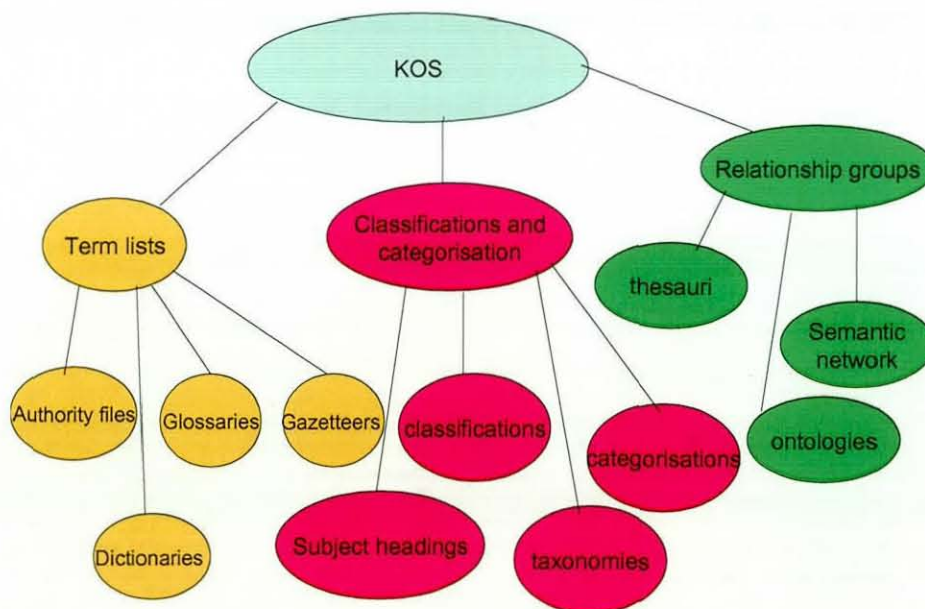 KOS
Relationship groups
Classifications and
categorisation
Term lists
thesauri
Semantic
network
Authority files
Glossaries
Gazetteers
classifications
categorisations
ontologies
Dictionaries
Subject headings
taxonomies